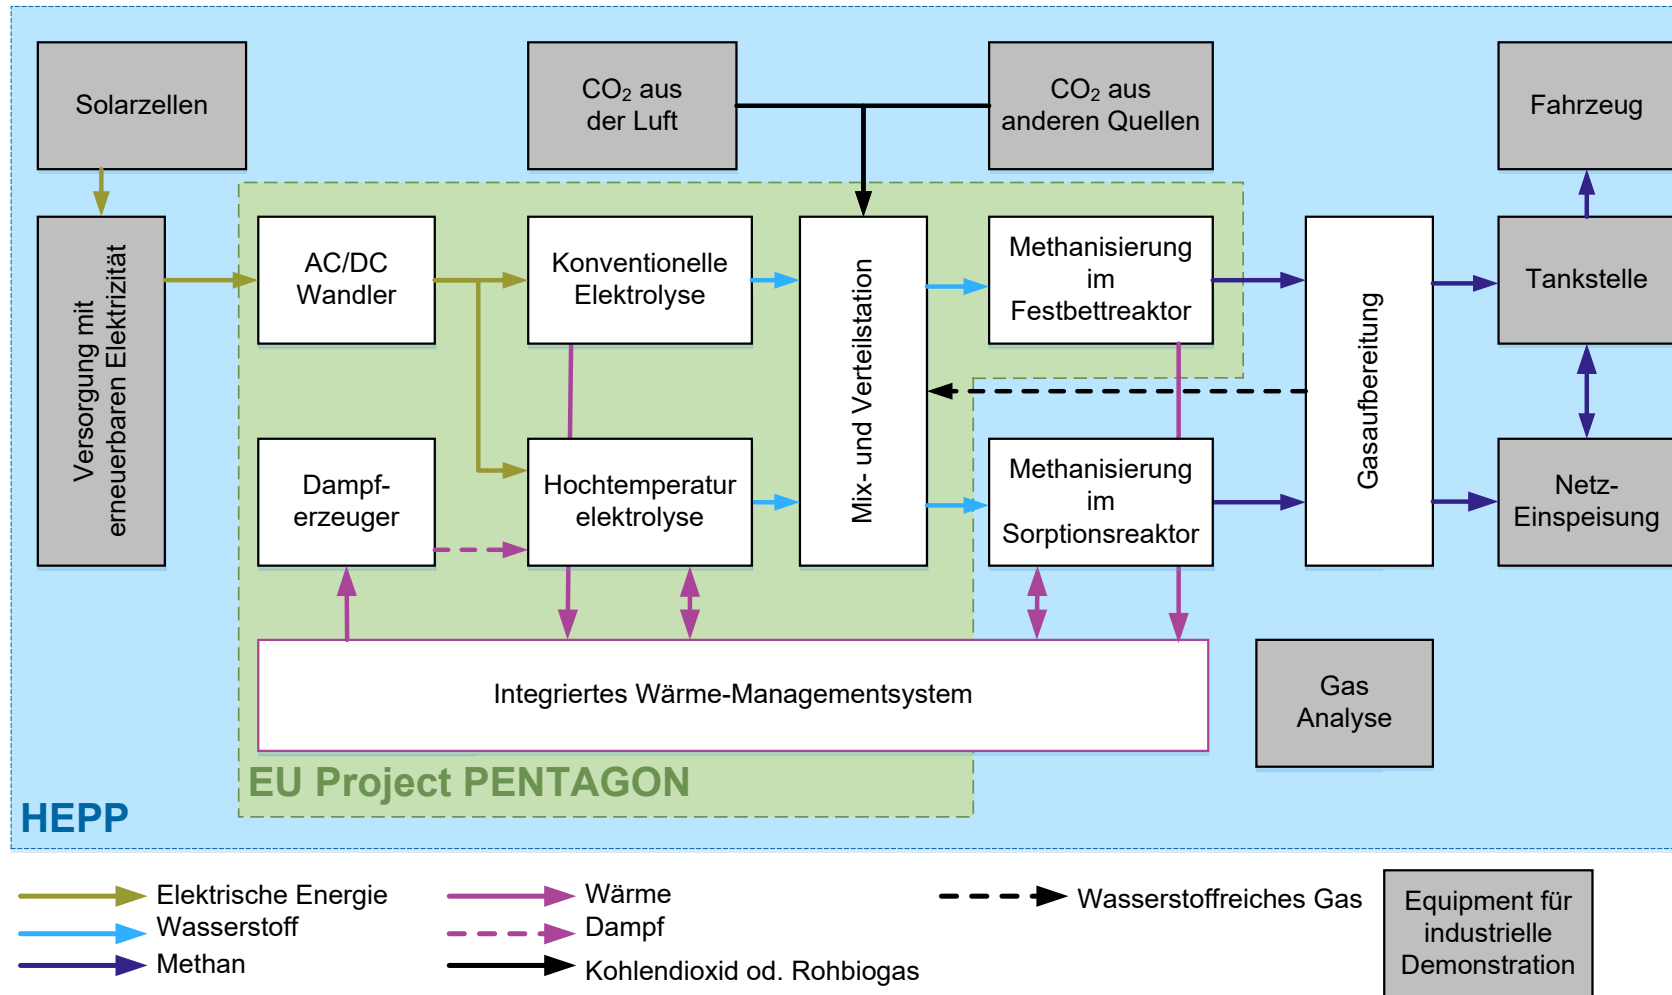 Solarzellen
CO₂ aus
der Luft
CO₂ aus
anderen Quellen
Fahrzeug
Versorgung mit
erneuerbaren Elektrizität
AC/DC
Wandler
Konventionelle
Elektrolyse
Mix- und Verteilstation
Methanisierung
im
Festbettreaktor
Gasaufbereitung
Tankstelle
Dampf-
erzeuger
Hochtemperatur
elektrolyse
Methanisierung
im
Sorptionsreaktor
Netz-
Einspeisung
Integriertes Wärme-Managementsystem
Gas
Analyse
EU Project PENTAGON
HEPP
Elektrische Energie
Wasserstoff
Methan
Wärme
Dampf
Kohlendioxid od. Rohbiogas
Wasserstoffreiches Gas
Equipment für
industrielle
Demonstration